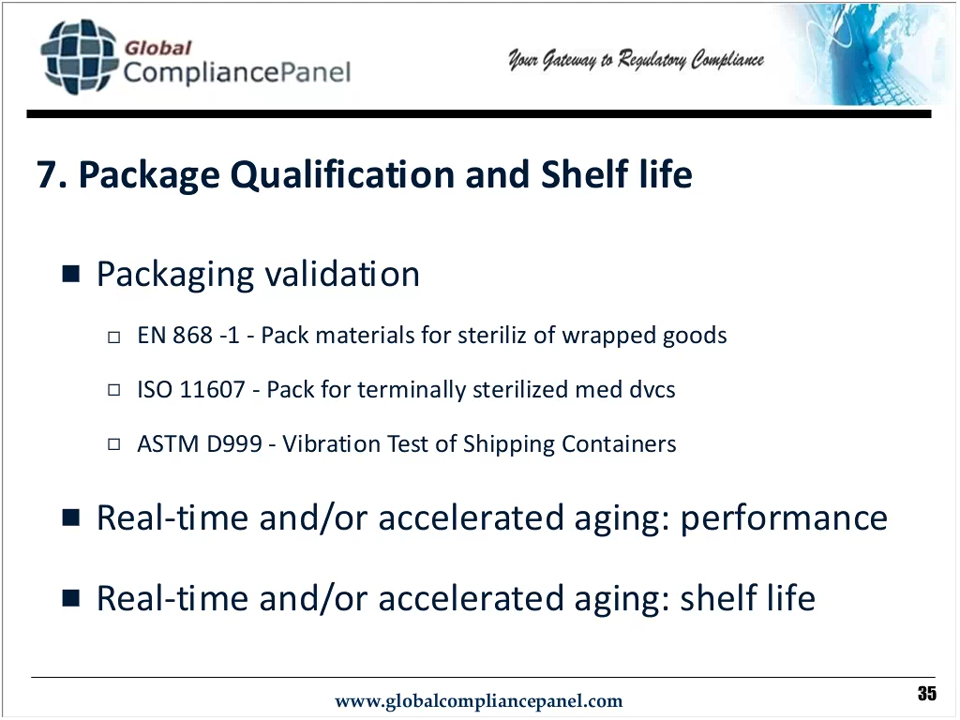 Global
CompliancePanel
Your Gateway to Regulatory Compliance
7. Package Qualification and Shelf life
Packaging validation
EN 868 -1 - Pack materials for steriliz of wrapped goods
ISO 11607 - Pack for terminally sterilized med dvcs
ASTM D999 - Vibration Test of Shipping Containers
Real-time and/or accelerated aging: performance
Real-time and/or accelerated aging: shelf life
www.globalcompliancepanel.com
35